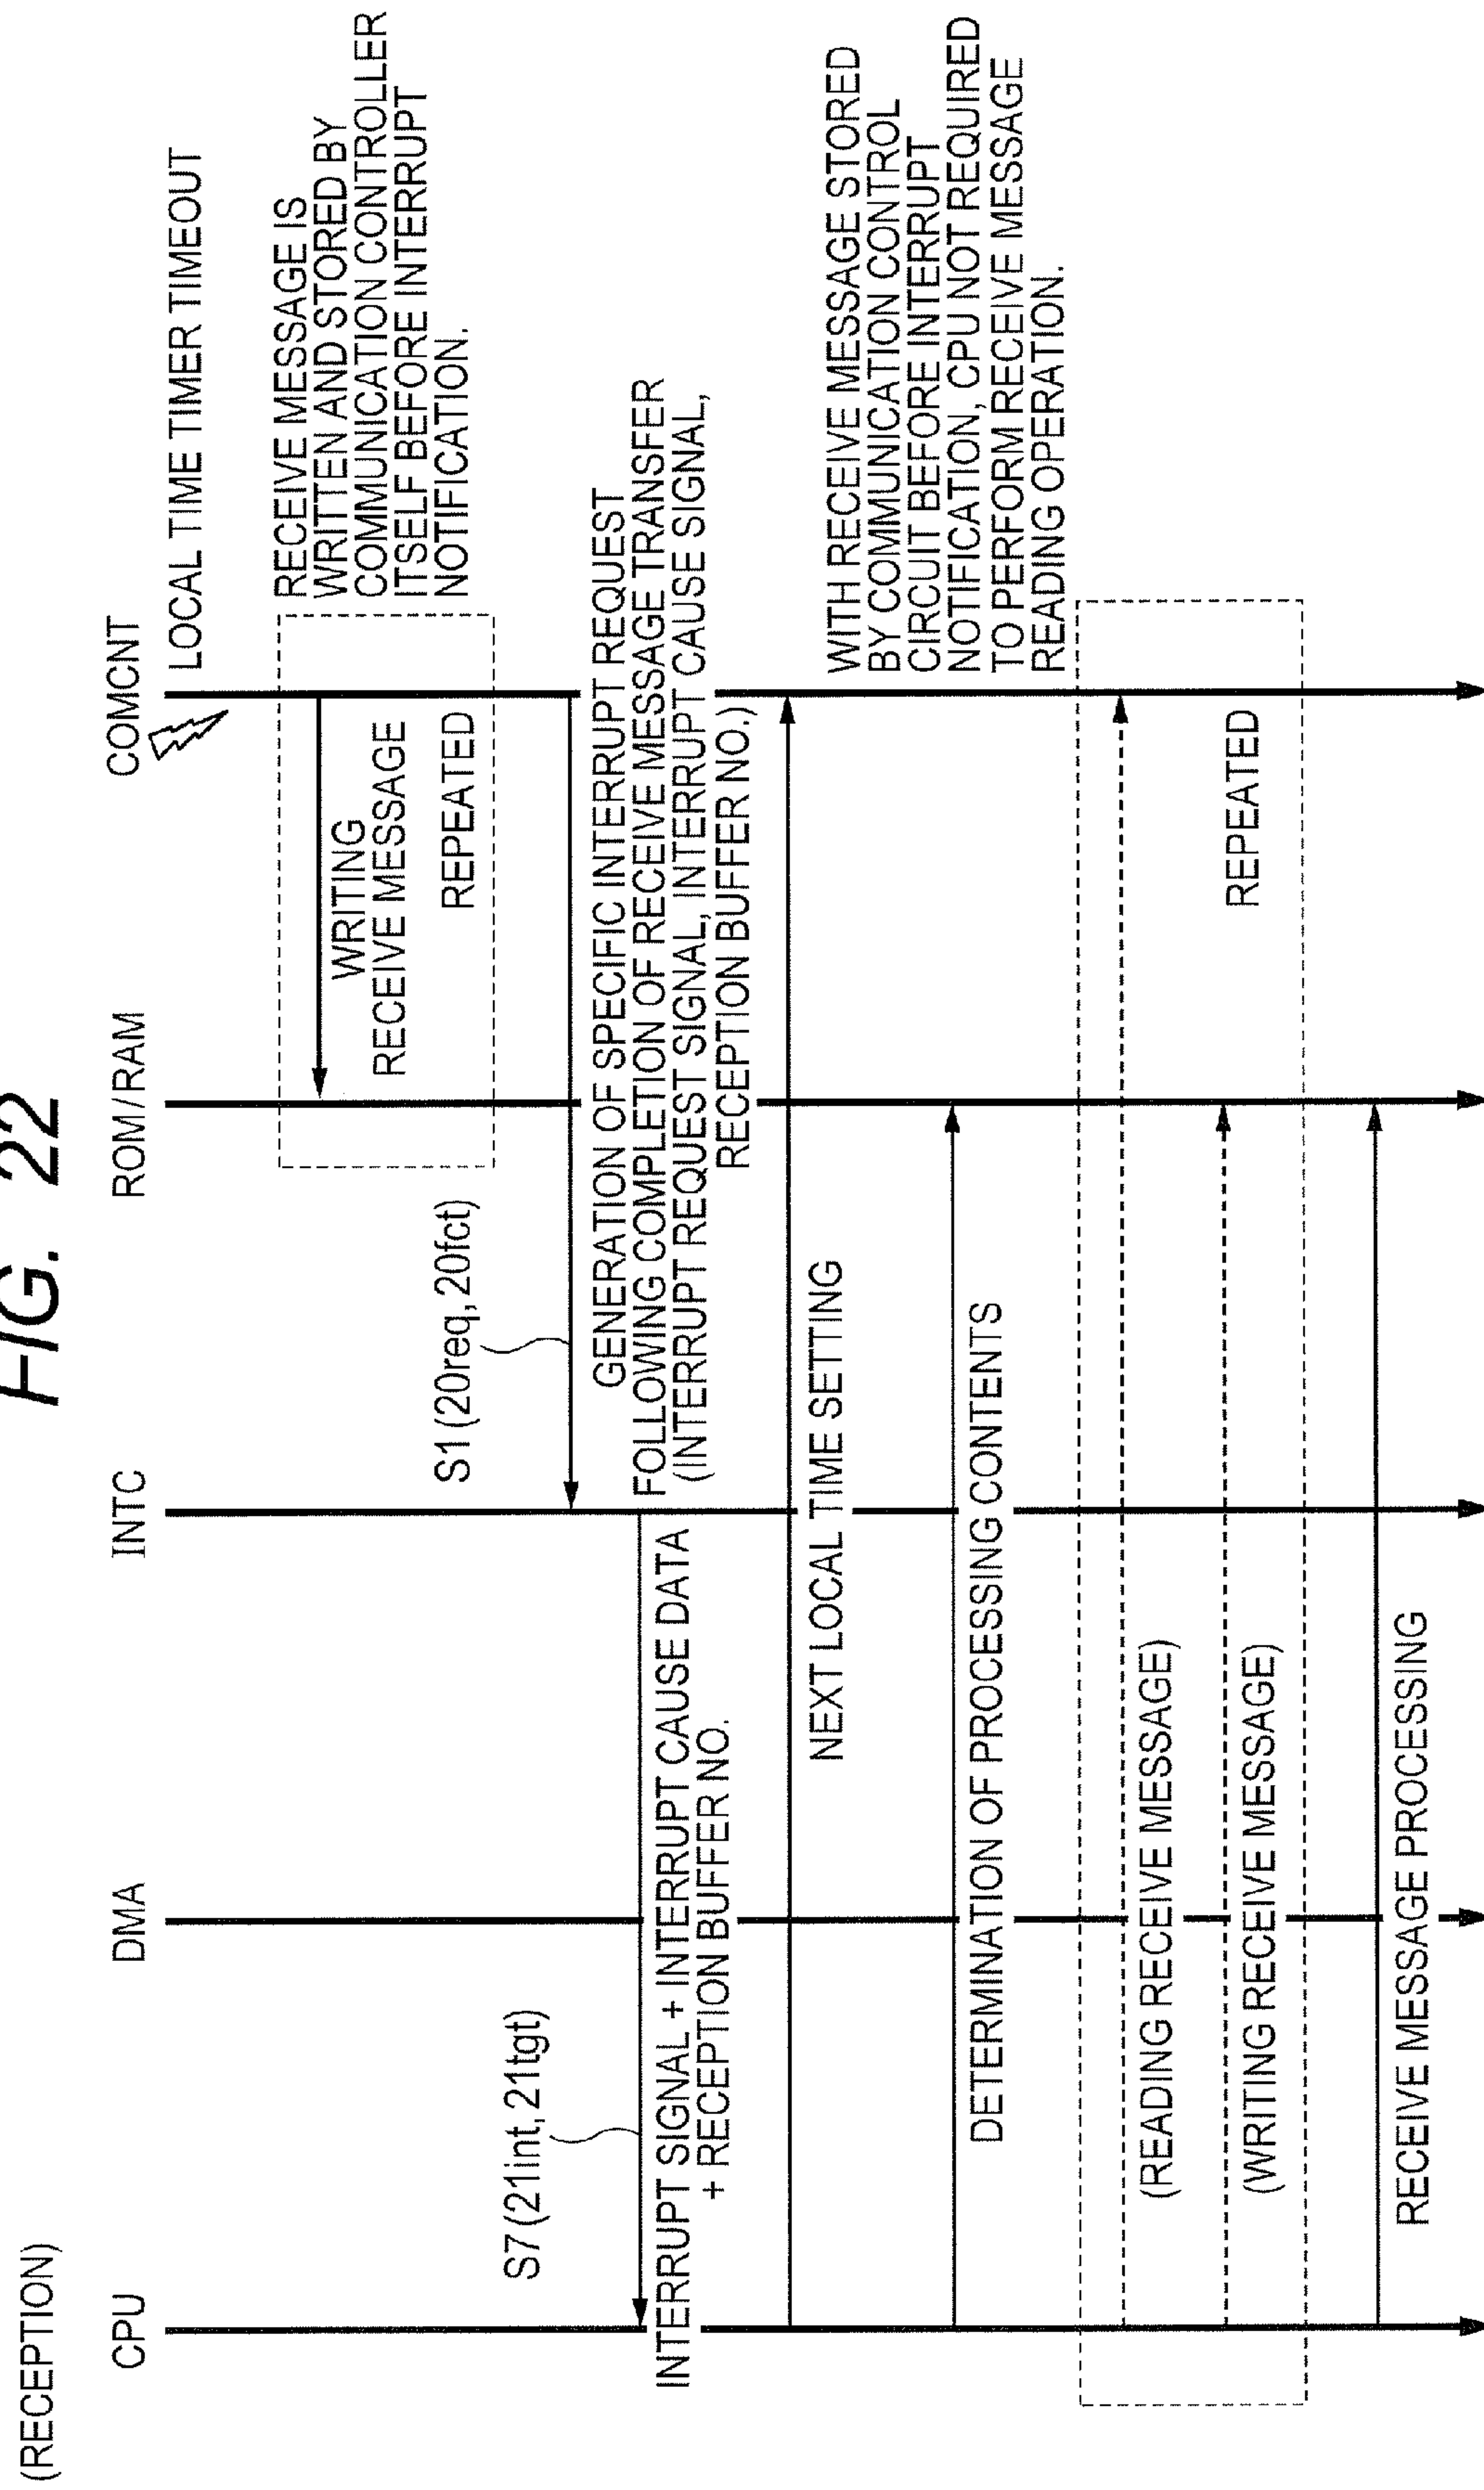 FIG. 22
(RECEPTION)
CPU
DMA
INTC
ROM/RAM
COMCNT
LOCAL TIME TIMER TIMEOUT
RECEIVE MESSAGE IS
WRITTEN AND STORED BY
COMMUNICATION CONTROLLER
ITSELF BEFORE INTERRUPT
NOTIFICATION.
WRITING
RECEIVE MESSAGE
REPEATED
S1 (20req, 20fct)
GENERATION OF SPECIFIC INTERRUPT REQUEST
FOLLOWING COMPLETION OF RECEIVE MESSAGE TRANSFER
(INTERRUPT REQUEST SIGNAL, INTERRUPT CAUSE SIGNAL,
RECEPTION BUFFER NO.)
S7 (21int, 21tgt)
INTERRUPT SIGNAL + INTERRUPT CAUSE DATA
+ RECEPTION BUFFER NO.
NEXT LOCAL TIME SETTING
WITH RECEIVE MESSAGE STORED
BY COMMUNICATION CONTROL
CIRCUIT BEFORE INTERRUPT
NOTIFICATION, CPU NOT REQUIRED
TO PERFORM RECEIVE MESSAGE
READING OPERATION.
DETERMINATION OF PROCESSING CONTENTS
(READING RECEIVE MESSAGE)
(WRITING RECEIVE MESSAGE)
REPEATED
RECEIVE MESSAGE PROCESSING